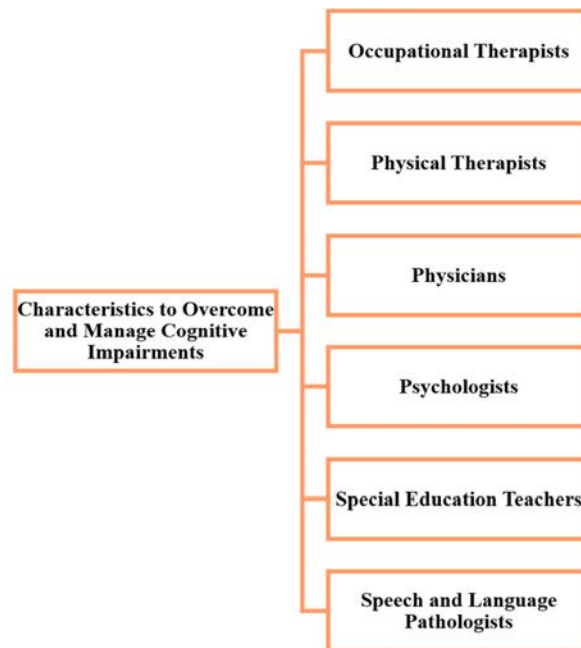 Occupational Therapists
Physical Therapists
Physicians
Characteristics to Overcome
and Manage Cognitive
Impairments
Psychologists
Special Education Teachers
Speech and Language
Pathologists